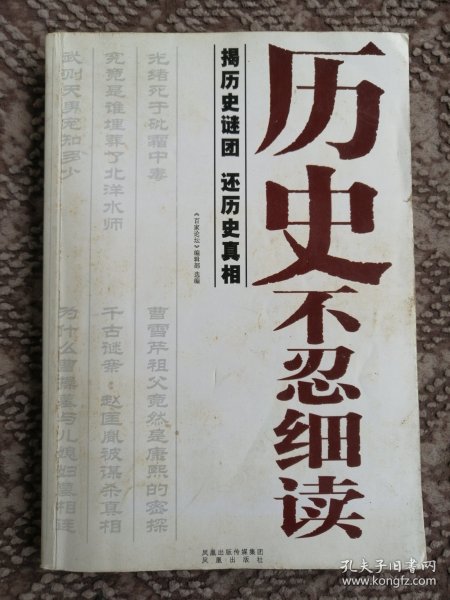 历史不忍细读
揭历史谜团 还历史真相
《百家论坛》编辑部 选编
光绪死于砒霜中毒
究竟是谁埋葬了北洋水师
武则天男宠知多少
曹雪芹祖父竟然是康熙的密探
千古谜案:赵匡胤被谋杀真相
为什么曹操墓与儿媳妇墓相
凤凰出版传媒集团
凤凰出版社
孔夫子旧书网
www.kongfz.com